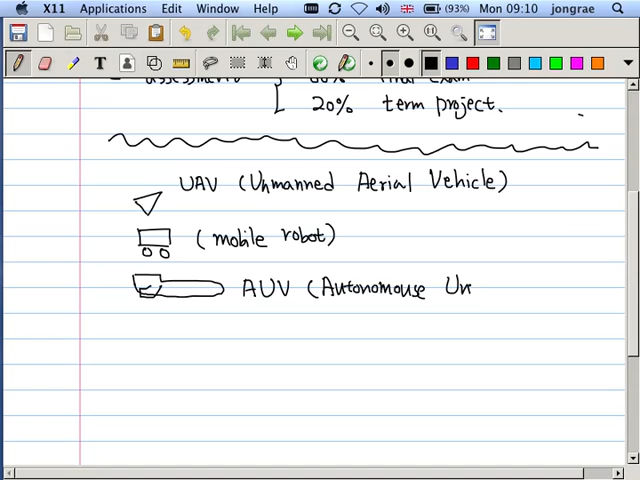 X11 Applications Edit Window Help (93%) Mon 09:10 jongrae
20% term project.
UAV (Unmanned Aerial Vehicle)
(mobile robot)
AUV (Autonomouse Un